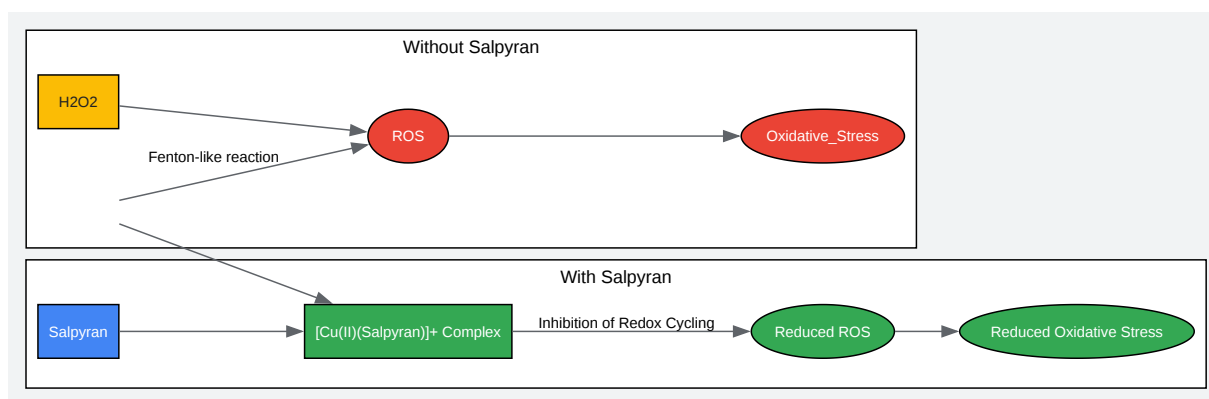 Without Salpyran
H2O2
ROS
Oxidative_Stress
Fenton-like reaction
With Salpyran
Salpyran
[Cu(II)(Salpyran)]+ Complex
Inhibition of Redox Cycling
Reduced ROS
Reduced Oxidative Stress